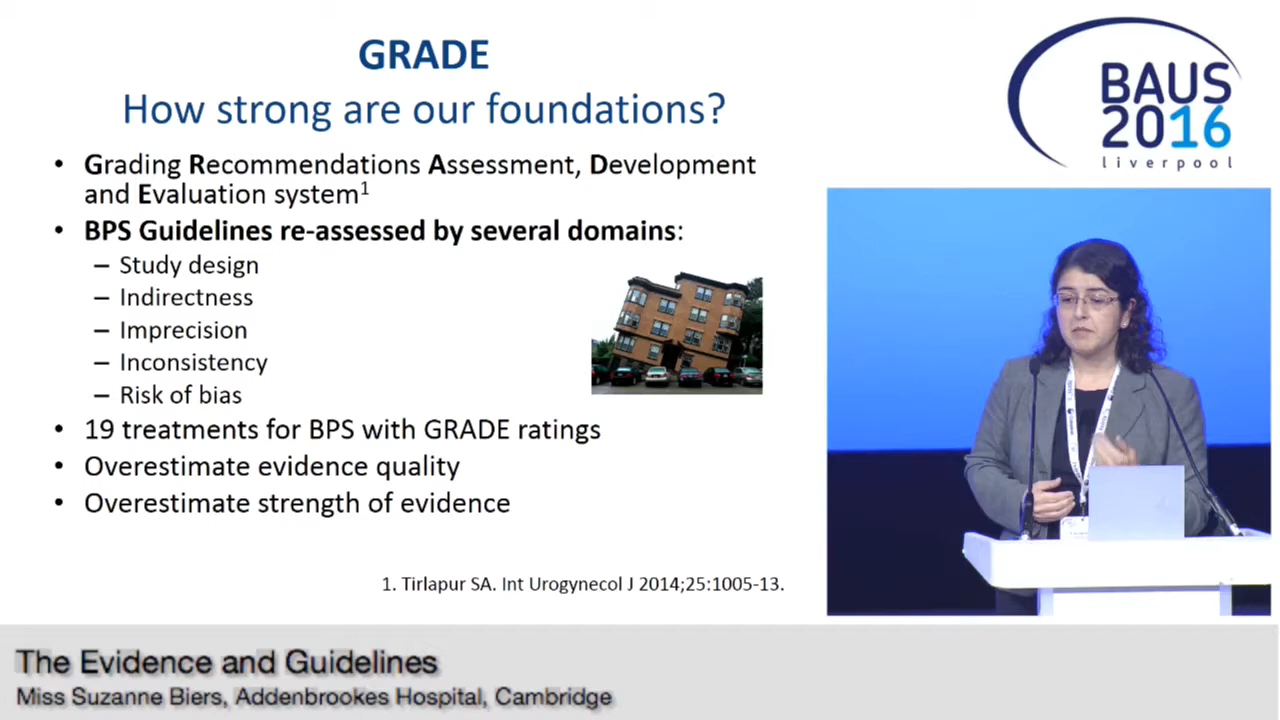 GRADE
How strong are our foundations?
• Grading Recommendations Assessment, Development
and Evaluation system1
• BPS Guidelines re-assessed by several domains:
– Study design
– Indirectness
– Imprecision
– Inconsistency
– Risk of bias
• 19 treatments for BPS with GRADE ratings
• Overestimate evidence quality
• Overestimate strength of evidence
1. Tirlapur SA. Int Urogynecol J 2014;25:1005-13.
BAUS
2016
liverpool
The Evidence and Guidelines
Miss Suzanne Biers, Addenbrookes Hospital, Cambridge